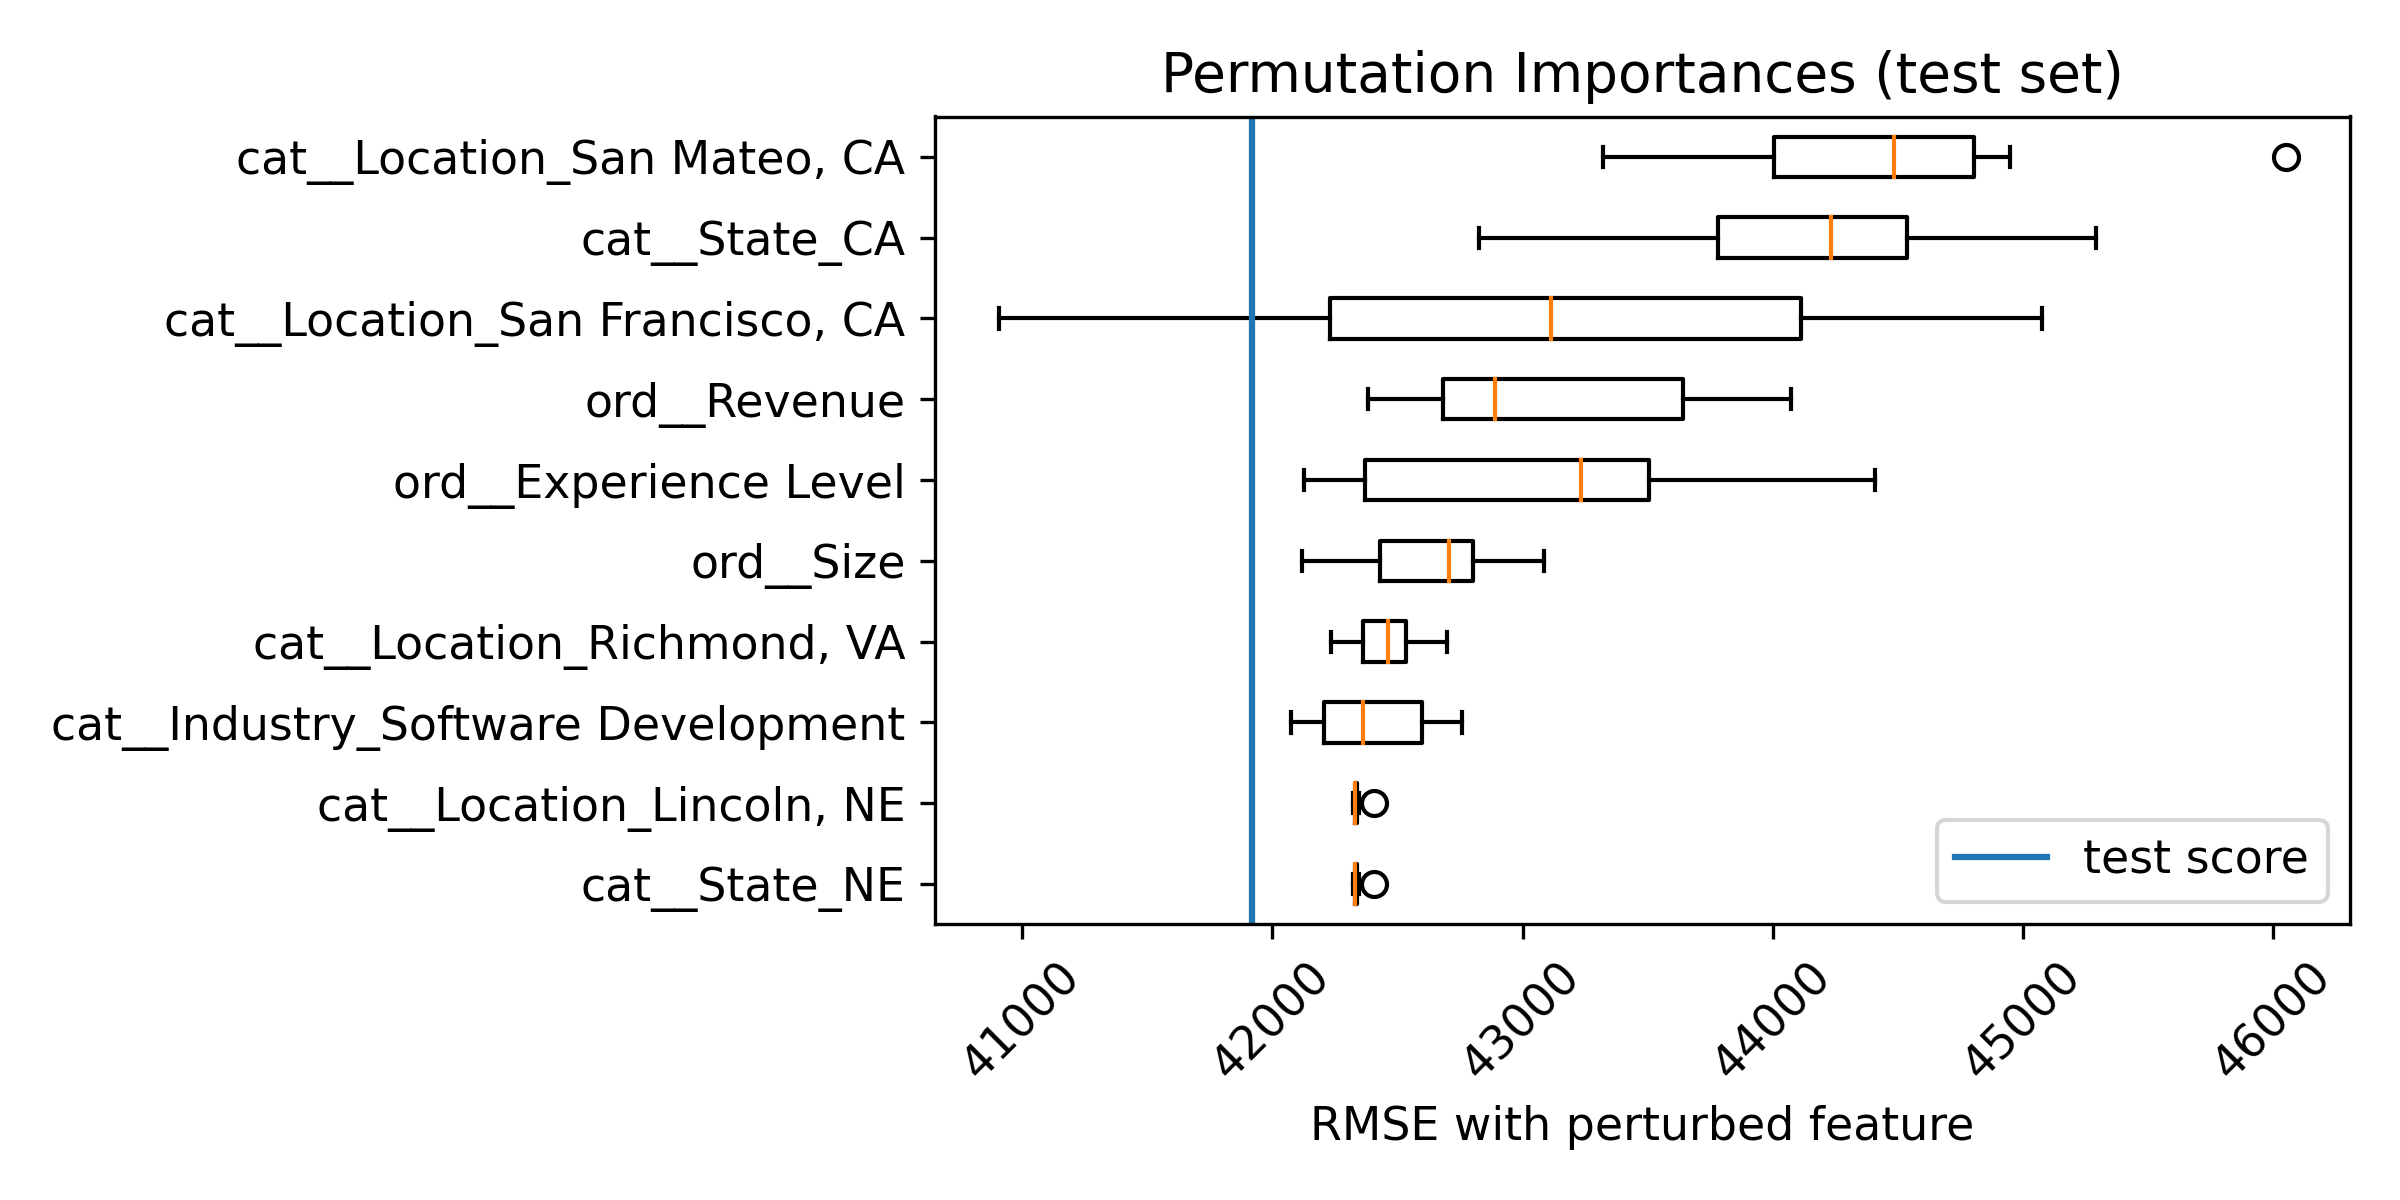 Permutation Importances (test set)
cat__Location_San Mateo, CA
cat__State_CA
cat__Location_San Francisco, CA
ord__Revenue
ord__Experience Level
ord__Size
cat__Location_Richmond, VA
cat__Industry_Software Development
cat__Location_Lincoln, NE
cat__State_NE
test score
41000
42000
43000
44000
45000
46000
RMSE with perturbed feature